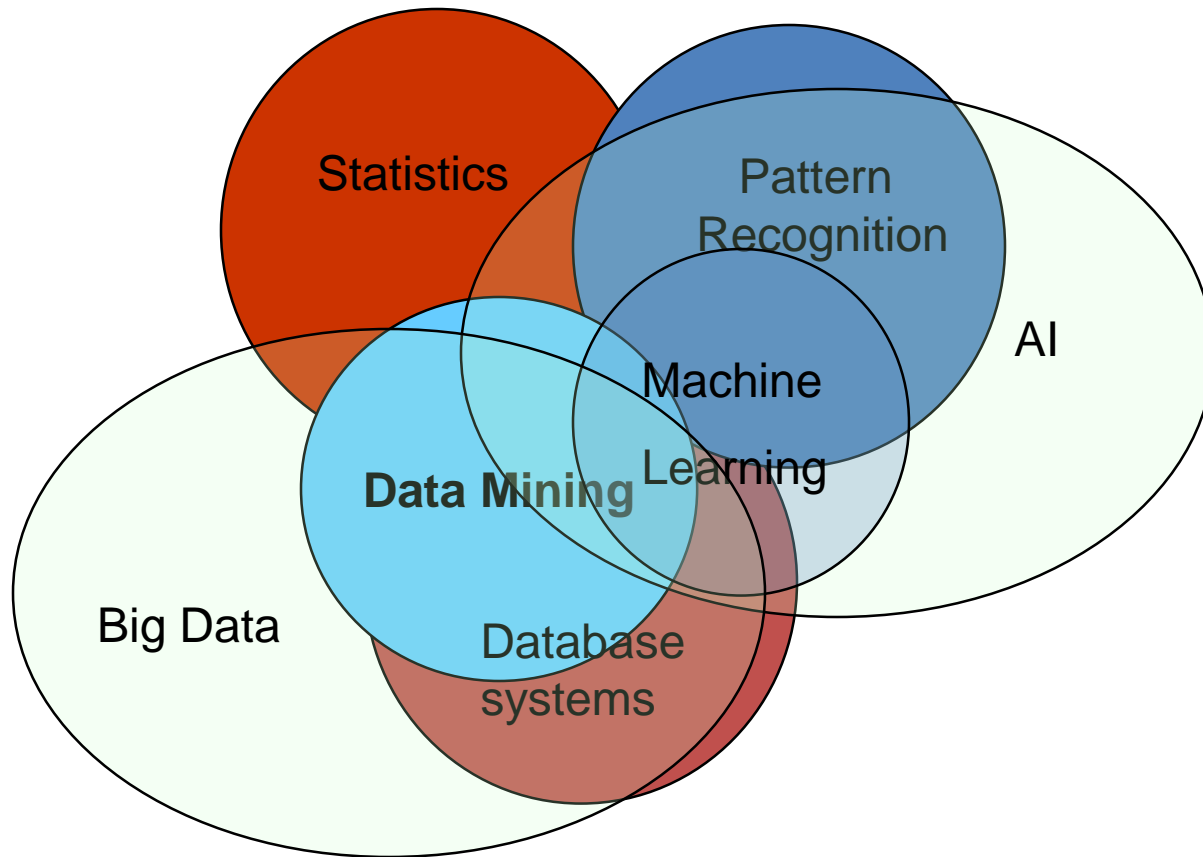 Statistics
Pattern
Recognition
AI
Machine
Learning
Data Mining
Big Data
Database
systems